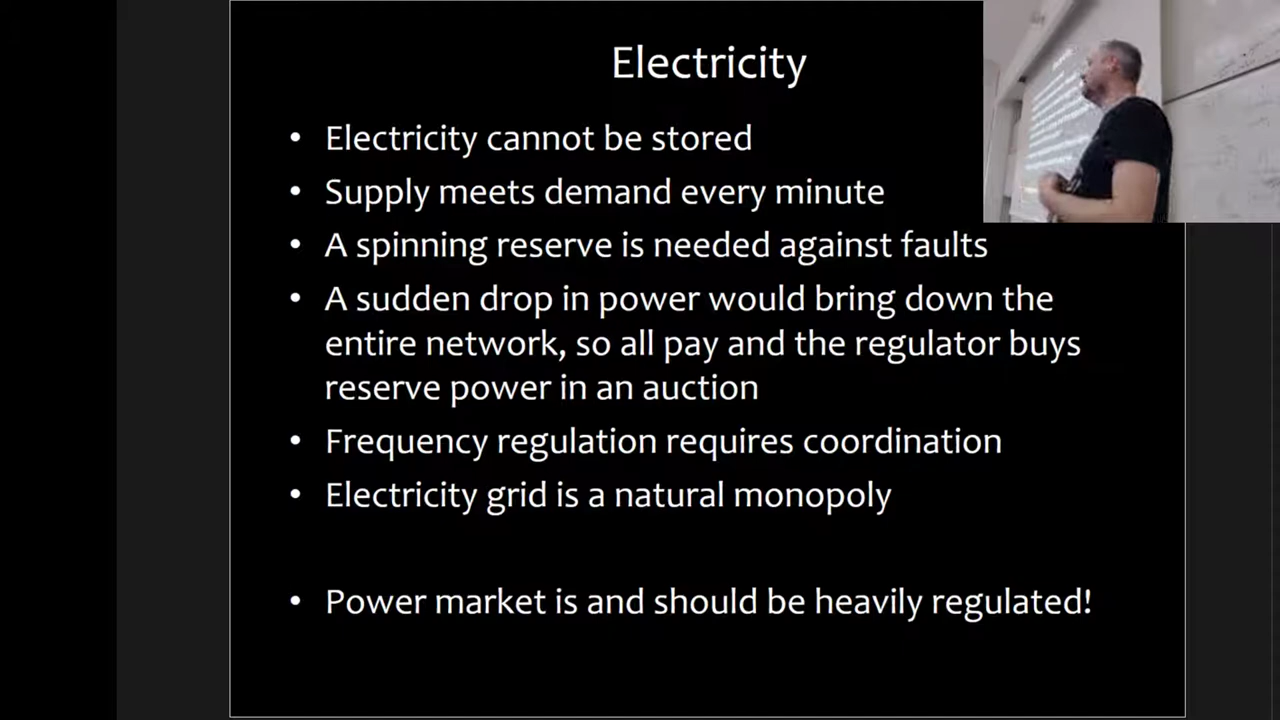 Electricity
• Electricity cannot be stored
• Supply meets demand every minute
• A spinning reserve is needed against faults
• A sudden drop in power would bring down the
entire network, so all pay and the regulator buys
reserve power in an auction
• Frequency regulation requires coordination
• Electricity grid is a natural monopoly
• Power market is and should be heavily regulated!